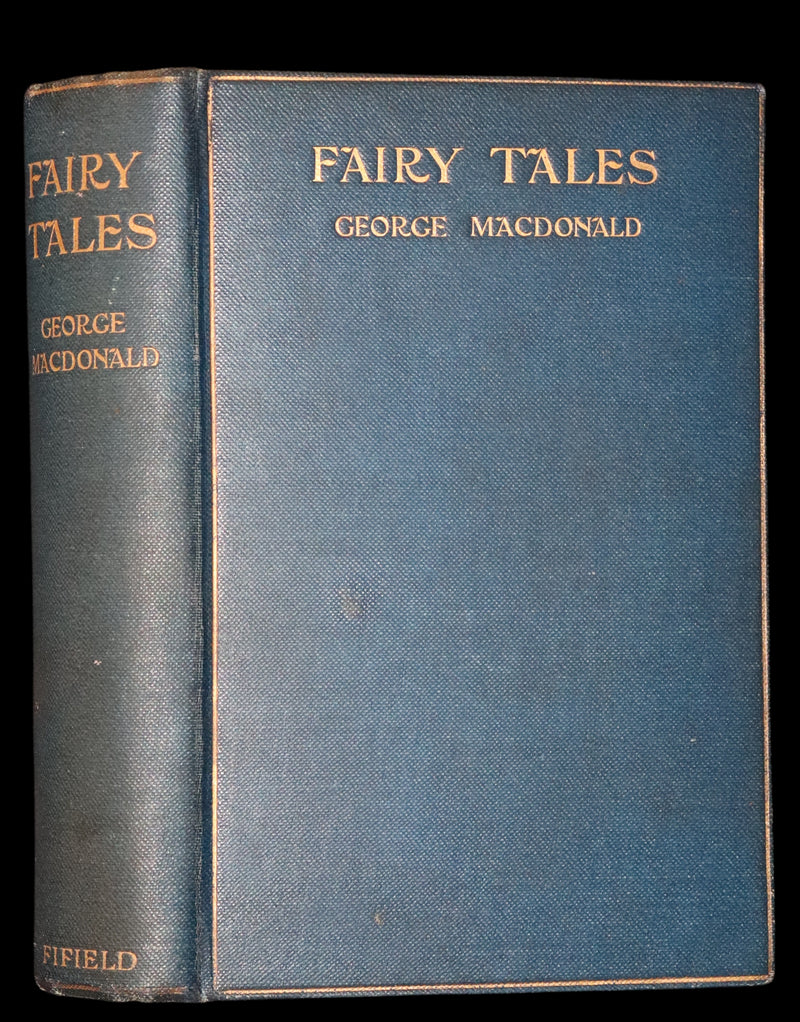 FAIRY
TALES
GEORGE
MACDONALD
FIFIELD
FAIRY TALES
GEORGE MACDONALD